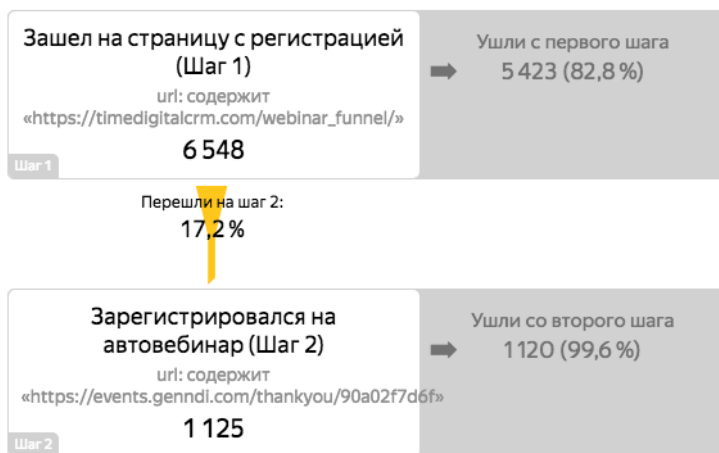 Зашел на страницу с регистрацией
(Шаг 1)
url: содержит
«https://timedigitalcrm.com/webinar_funnel/»
6 548
Шаг 1
Ушли с первого шага
5 423 (82,8 %)
Перешли на шаг 2:
17,2 %
Зарегистрировался на
автовебинар (Шаг 2)
url: содержит
«https://events.genndi.com/thankyou/90a02f7d6f»
1 125
Шаг 2
Ушли со второго шага
1 120 (99,6 %)